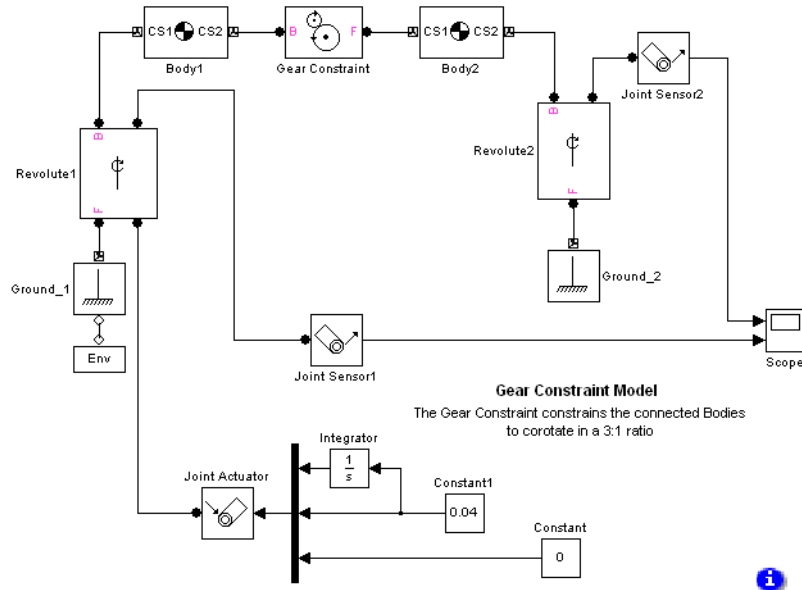 CS1 CS2
B F
CS1 CS2
Body1
Gear Constraint
Body2
Joint Sensor2
B
B
Revolute1
Revolute2
F
F
Ground_1
Ground_2
Env
Joint Sensor1
Scope
Gear Constraint Model
The Gear Constraint constrains the connected Bodies
to corotate in a 3:1 ratio
Integrator
1
s
Joint Actuator
Constant1
0.04
Constant
0
i